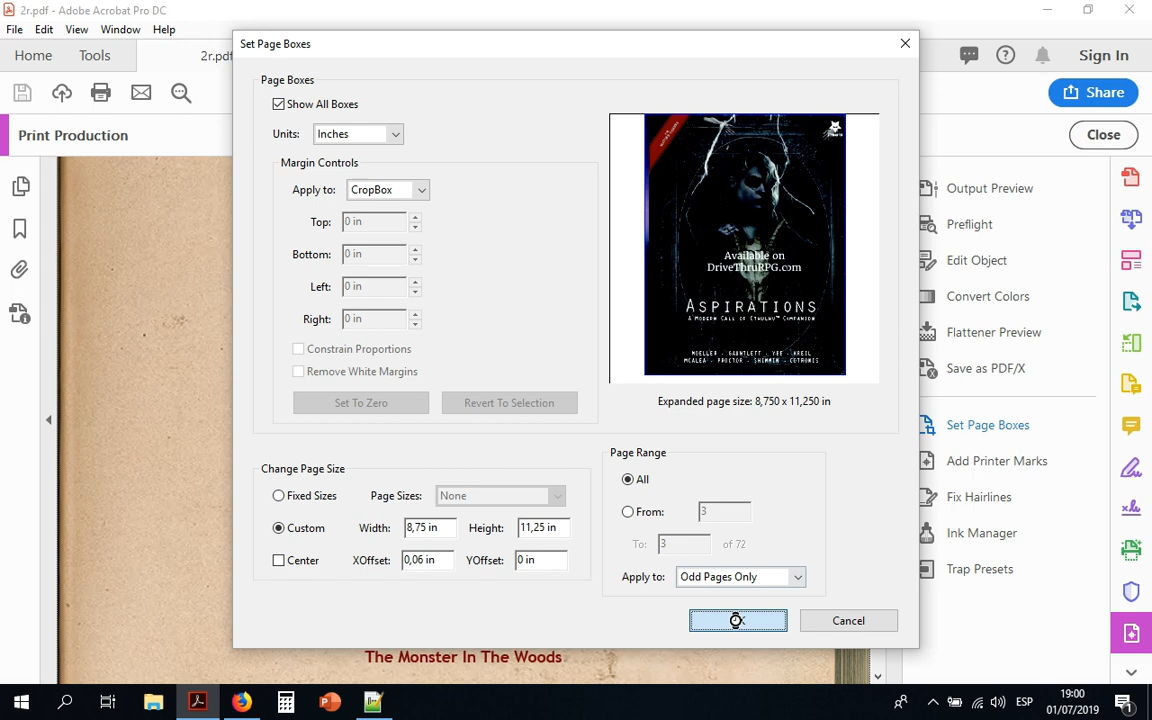 2r.pdf - Adobe Acrobat Pro DC
File Edit View Window Help
Home Tools 2r.pdf
Sign In
Share
Print Production
Close
Set Page Boxes
Page Boxes
Show All Boxes
Units: Inches
Margin Controls
Apply to: CropBox
Top: 0 in
Bottom: 0 in
Left: 0 in
Right: 0 in
Constrain Proportions
Remove White Margins
Set To Zero Revert To Selection
Available on
DriveThruRPG.com
ASPIRATIONS
A MODERN CALL OF CTHULHU™ COMPANION
Expanded page size: 8,750 x 11,250 in
Change Page Size
Fixed Sizes Page Sizes: None
Custom Width: 8,75 in Height: 11,25 in
Center XOffset: 0,06 in YOffset: 0 in
Page Range
All
From: 3
To: 3 of 72
Apply to: Odd Pages Only
Cancel
Output Preview
Preflight
Edit Object
Convert Colors
Flattener Preview
Save as PDF/X
Set Page Boxes
Add Printer Marks
Fix Hairlines
Ink Manager
Trap Presets
The Monster In The Woods
ESP
19:00
01/07/2019
1